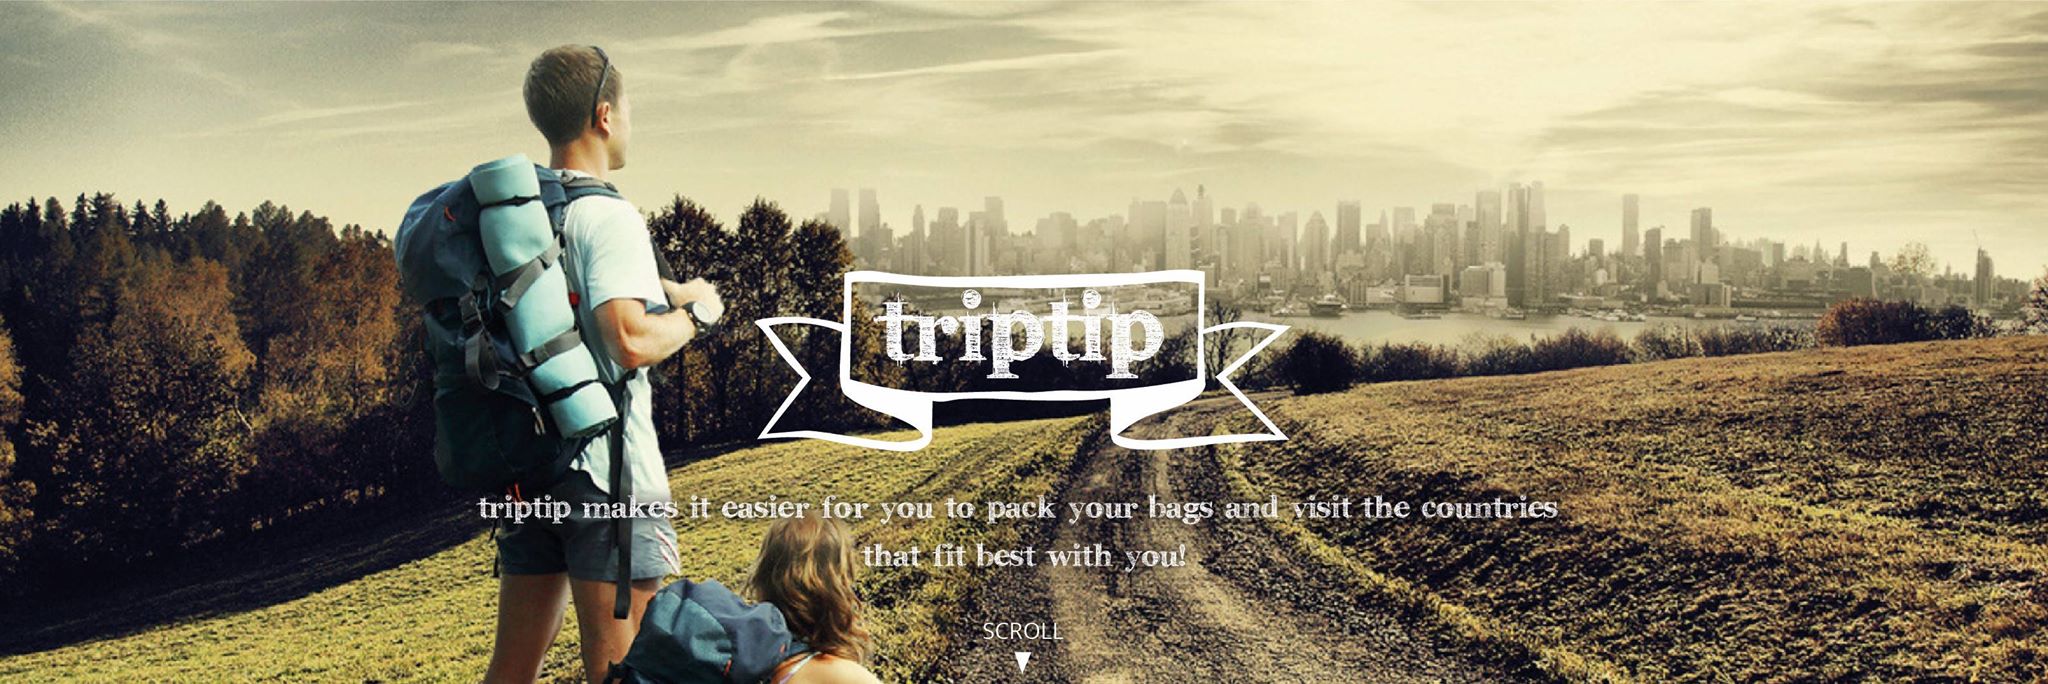 triptip
triptip makes it easier for you to pack your bags and visit the countries
that fit best with you!
SCROLL